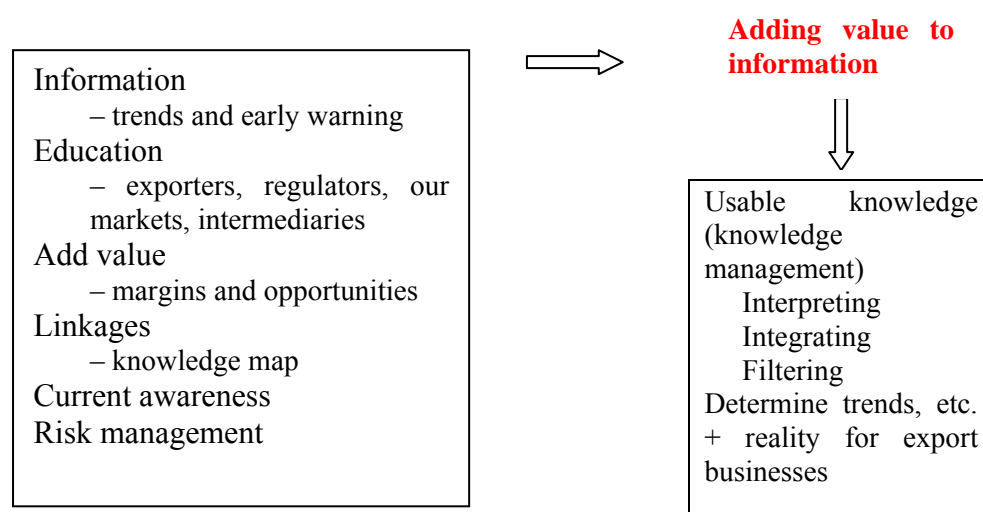 Information
– trends and early warning
Education
– exporters, regulators, our
markets, intermediaries
Add value
– margins and opportunities
Linkages
– knowledge map
Current awareness
Risk management
Adding value to
information
Usable knowledge
(knowledge
management)
Interpreting
Integrating
Filtering
Determine trends, etc.
+ reality for export
businesses